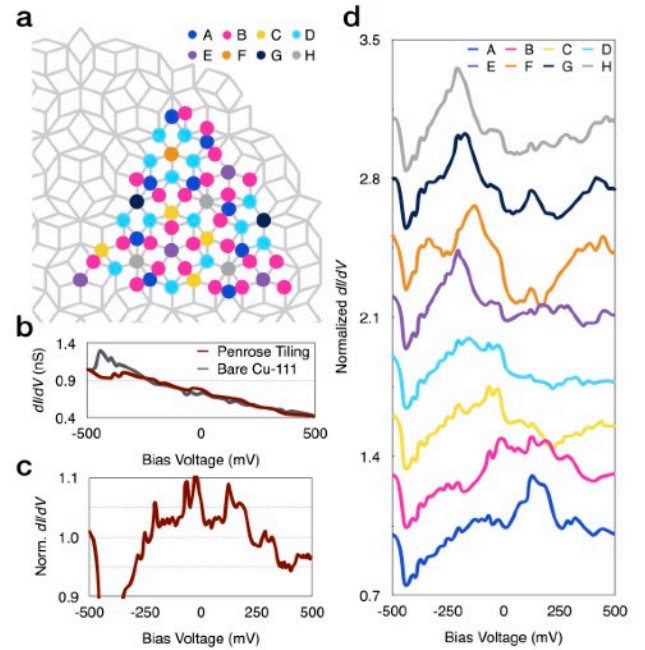 a
A B C D
E F G H
b
dI/dV (nS)
1.4
0.9
0.4
Penrose Tiling
Bare Cu-111
-500 -250 0 250 500
Bias Voltage (mV)
c
Norm. dI/dV
1.1
1.0
0.9
-500 -250 0 250 500
Bias Voltage (mV)
d
Normalized dI/dV
3.5
2.8
2.1
1.4
0.7
A B C D
E F G H
-500 -250 0 250 500
Bias Voltage (mV)